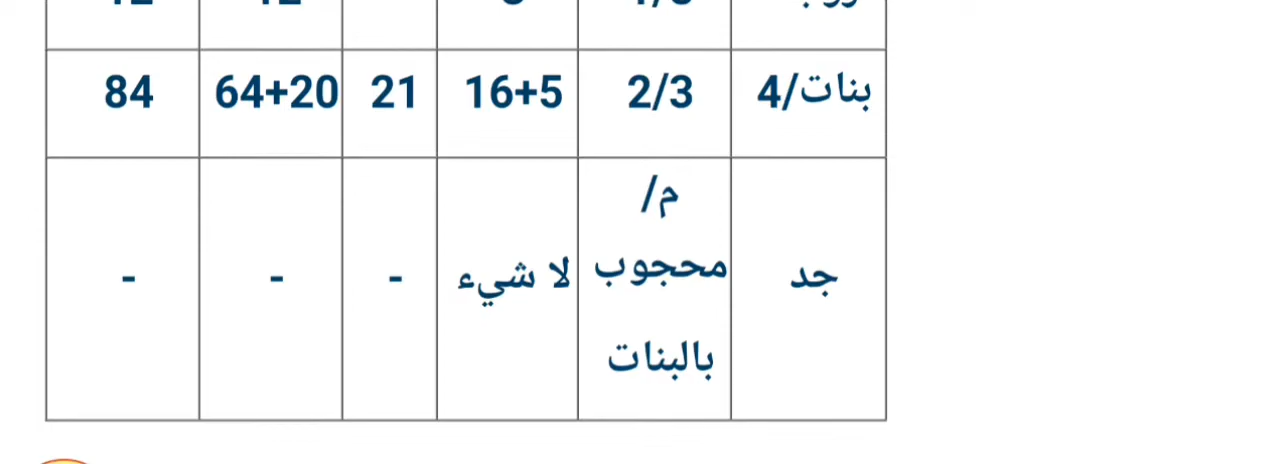 بنات/4 2/3 16+5 21 64+20 84
جد م/ محجوب بالبنات لا شيء - - -